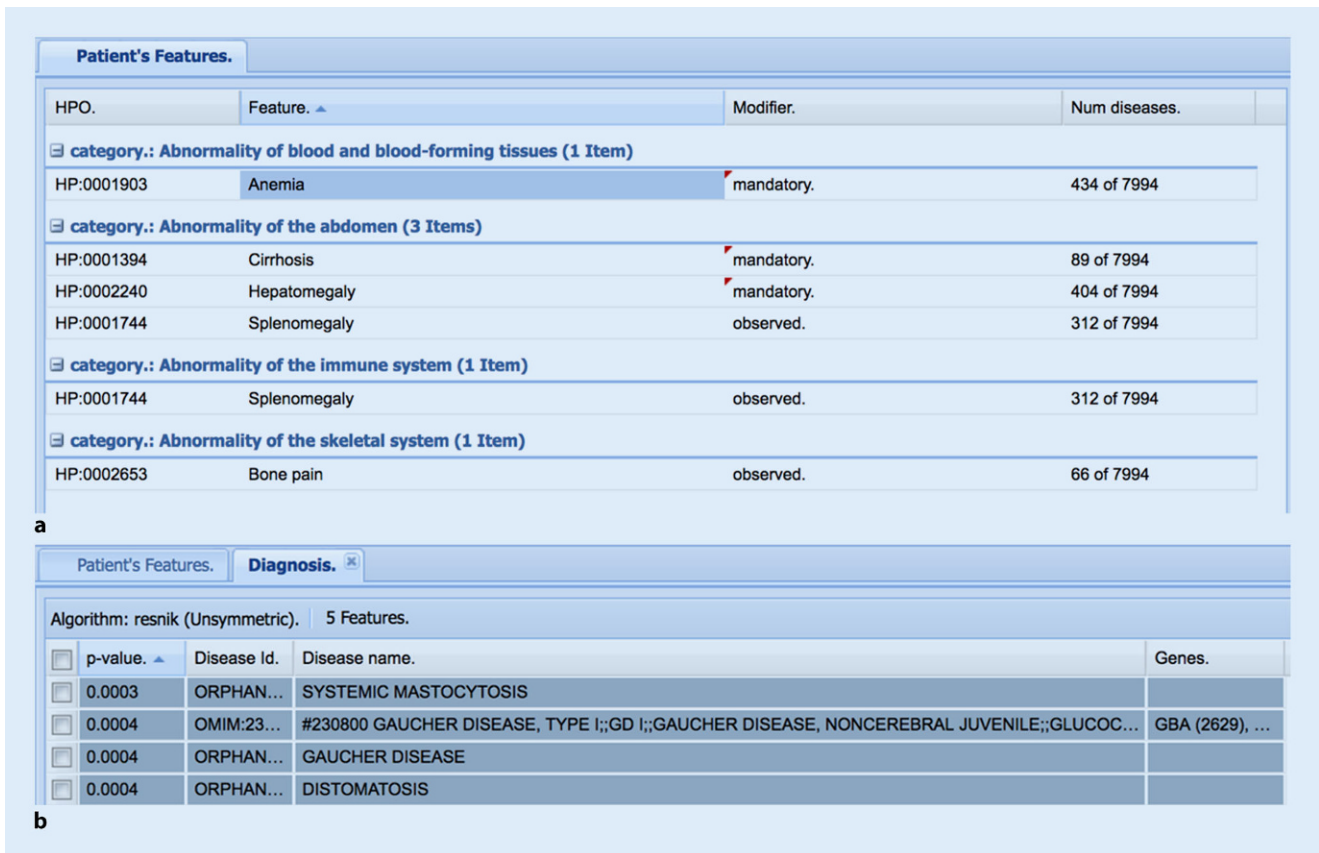 Patient's Features.
HPO. Feature. Modifier. Num diseases.
category.: Abnormality of blood and blood-forming tissues (1 Item)
HP:0001903 Anemia mandatory. 434 of 7994
category.: Abnormality of the abdomen (3 Items)
HP:0001394 Cirrhosis mandatory. 89 of 7994
HP:0002240 Hepatomegaly mandatory. 404 of 7994
HP:0001744 Splenomegaly observed. 312 of 7994
category.: Abnormality of the immune system (1 Item)
HP:0001744 Splenomegaly observed. 312 of 7994
category.: Abnormality of the skeletal system (1 Item)
HP:0002653 Bone pain observed. 66 of 7994
a
Patient's Features. Diagnosis.
Algorithm: resnik (Unsymmetric). 5 Features.
p-value. Disease Id. Disease name. Genes.
0.0003 ORPHAN... SYSTEMIC MASTOCYTOSIS
0.0004 OMIM:23... #230800 GAUCHER DISEASE, TYPE I;;GD I;;GAUCHER DISEASE, NONCEREBRAL JUVENILE;;GLUCOC... GBA (2629), ...
0.0004 ORPHAN... GAUCHER DISEASE
0.0004 ORPHAN... DISTOMATOSIS
b